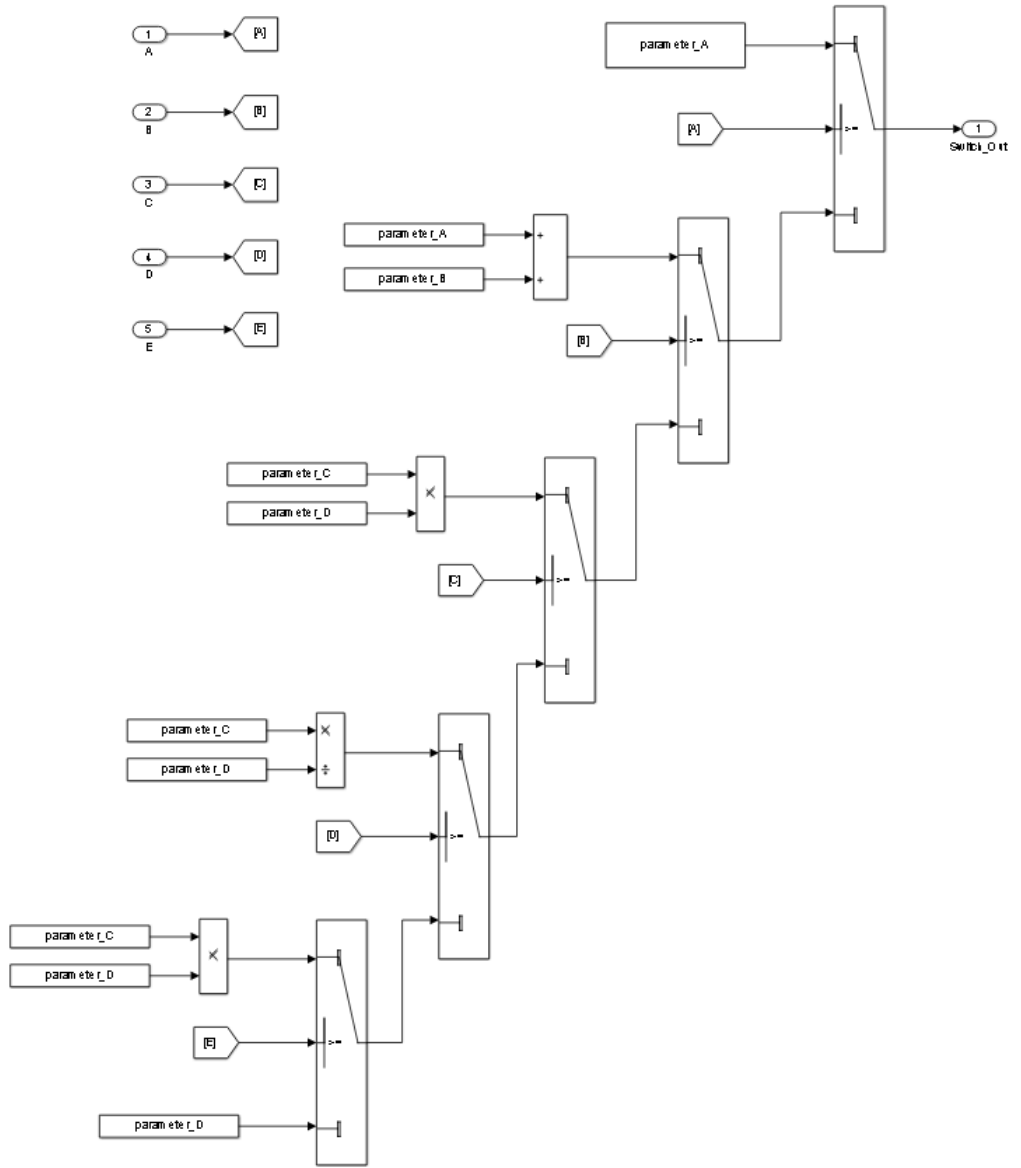 1
A
[A]
2
B
[B]
3
C
[C]
4
D
[D]
5
E
[E]
parameter_A
[A]
>=
1
Switch_Out
parameter_A
+
parameter_B
+
[B]
>=
parameter_C
parameter_D
×
[C]
>=
parameter_C
×
parameter_D
÷
[D]
>=
parameter_C
parameter_D
×
[E]
>=
parameter_D